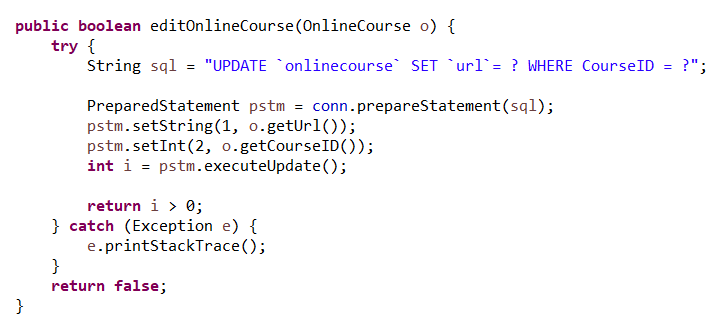 public boolean editOnlineCourse(OnlineCourse o) {
    try {
        String sql = "UPDATE `onlinecourse` SET `url`= ? WHERE CourseID = ?";

        PreparedStatement pstm = conn.prepareStatement(sql);
        pstm.setString(1, o.getUrl());
        pstm.setInt(2, o.getCourseID());
        int i = pstm.executeUpdate();

        return i > 0;
    } catch (Exception e) {
        e.printStackTrace();
    }
    return false;
}